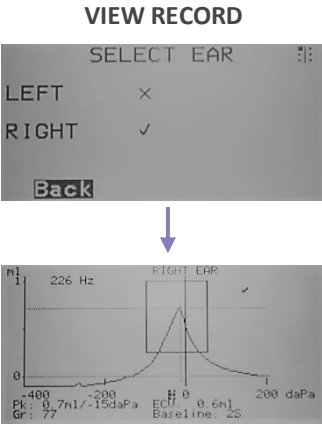 VIEW RECORD
SELECT EAR
LEFT ×
RIGHT ✓
Back
ml RIGHT EAR
1 226 Hz ✓
0
-400 -200 0 200 daPa
Pk: 0.7ml/-15daPa ECV: 0.6ml
Gr: 77 Baseline: 2S